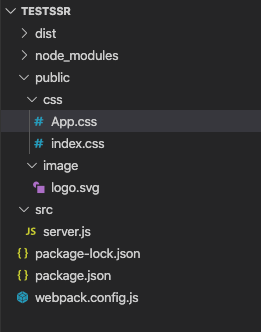 TESTSSR
dist
node_modules
public
css
App.css
index.css
image
logo.svg
src
JS server.js
{} package-lock.json
{} package.json
webpack.config.js